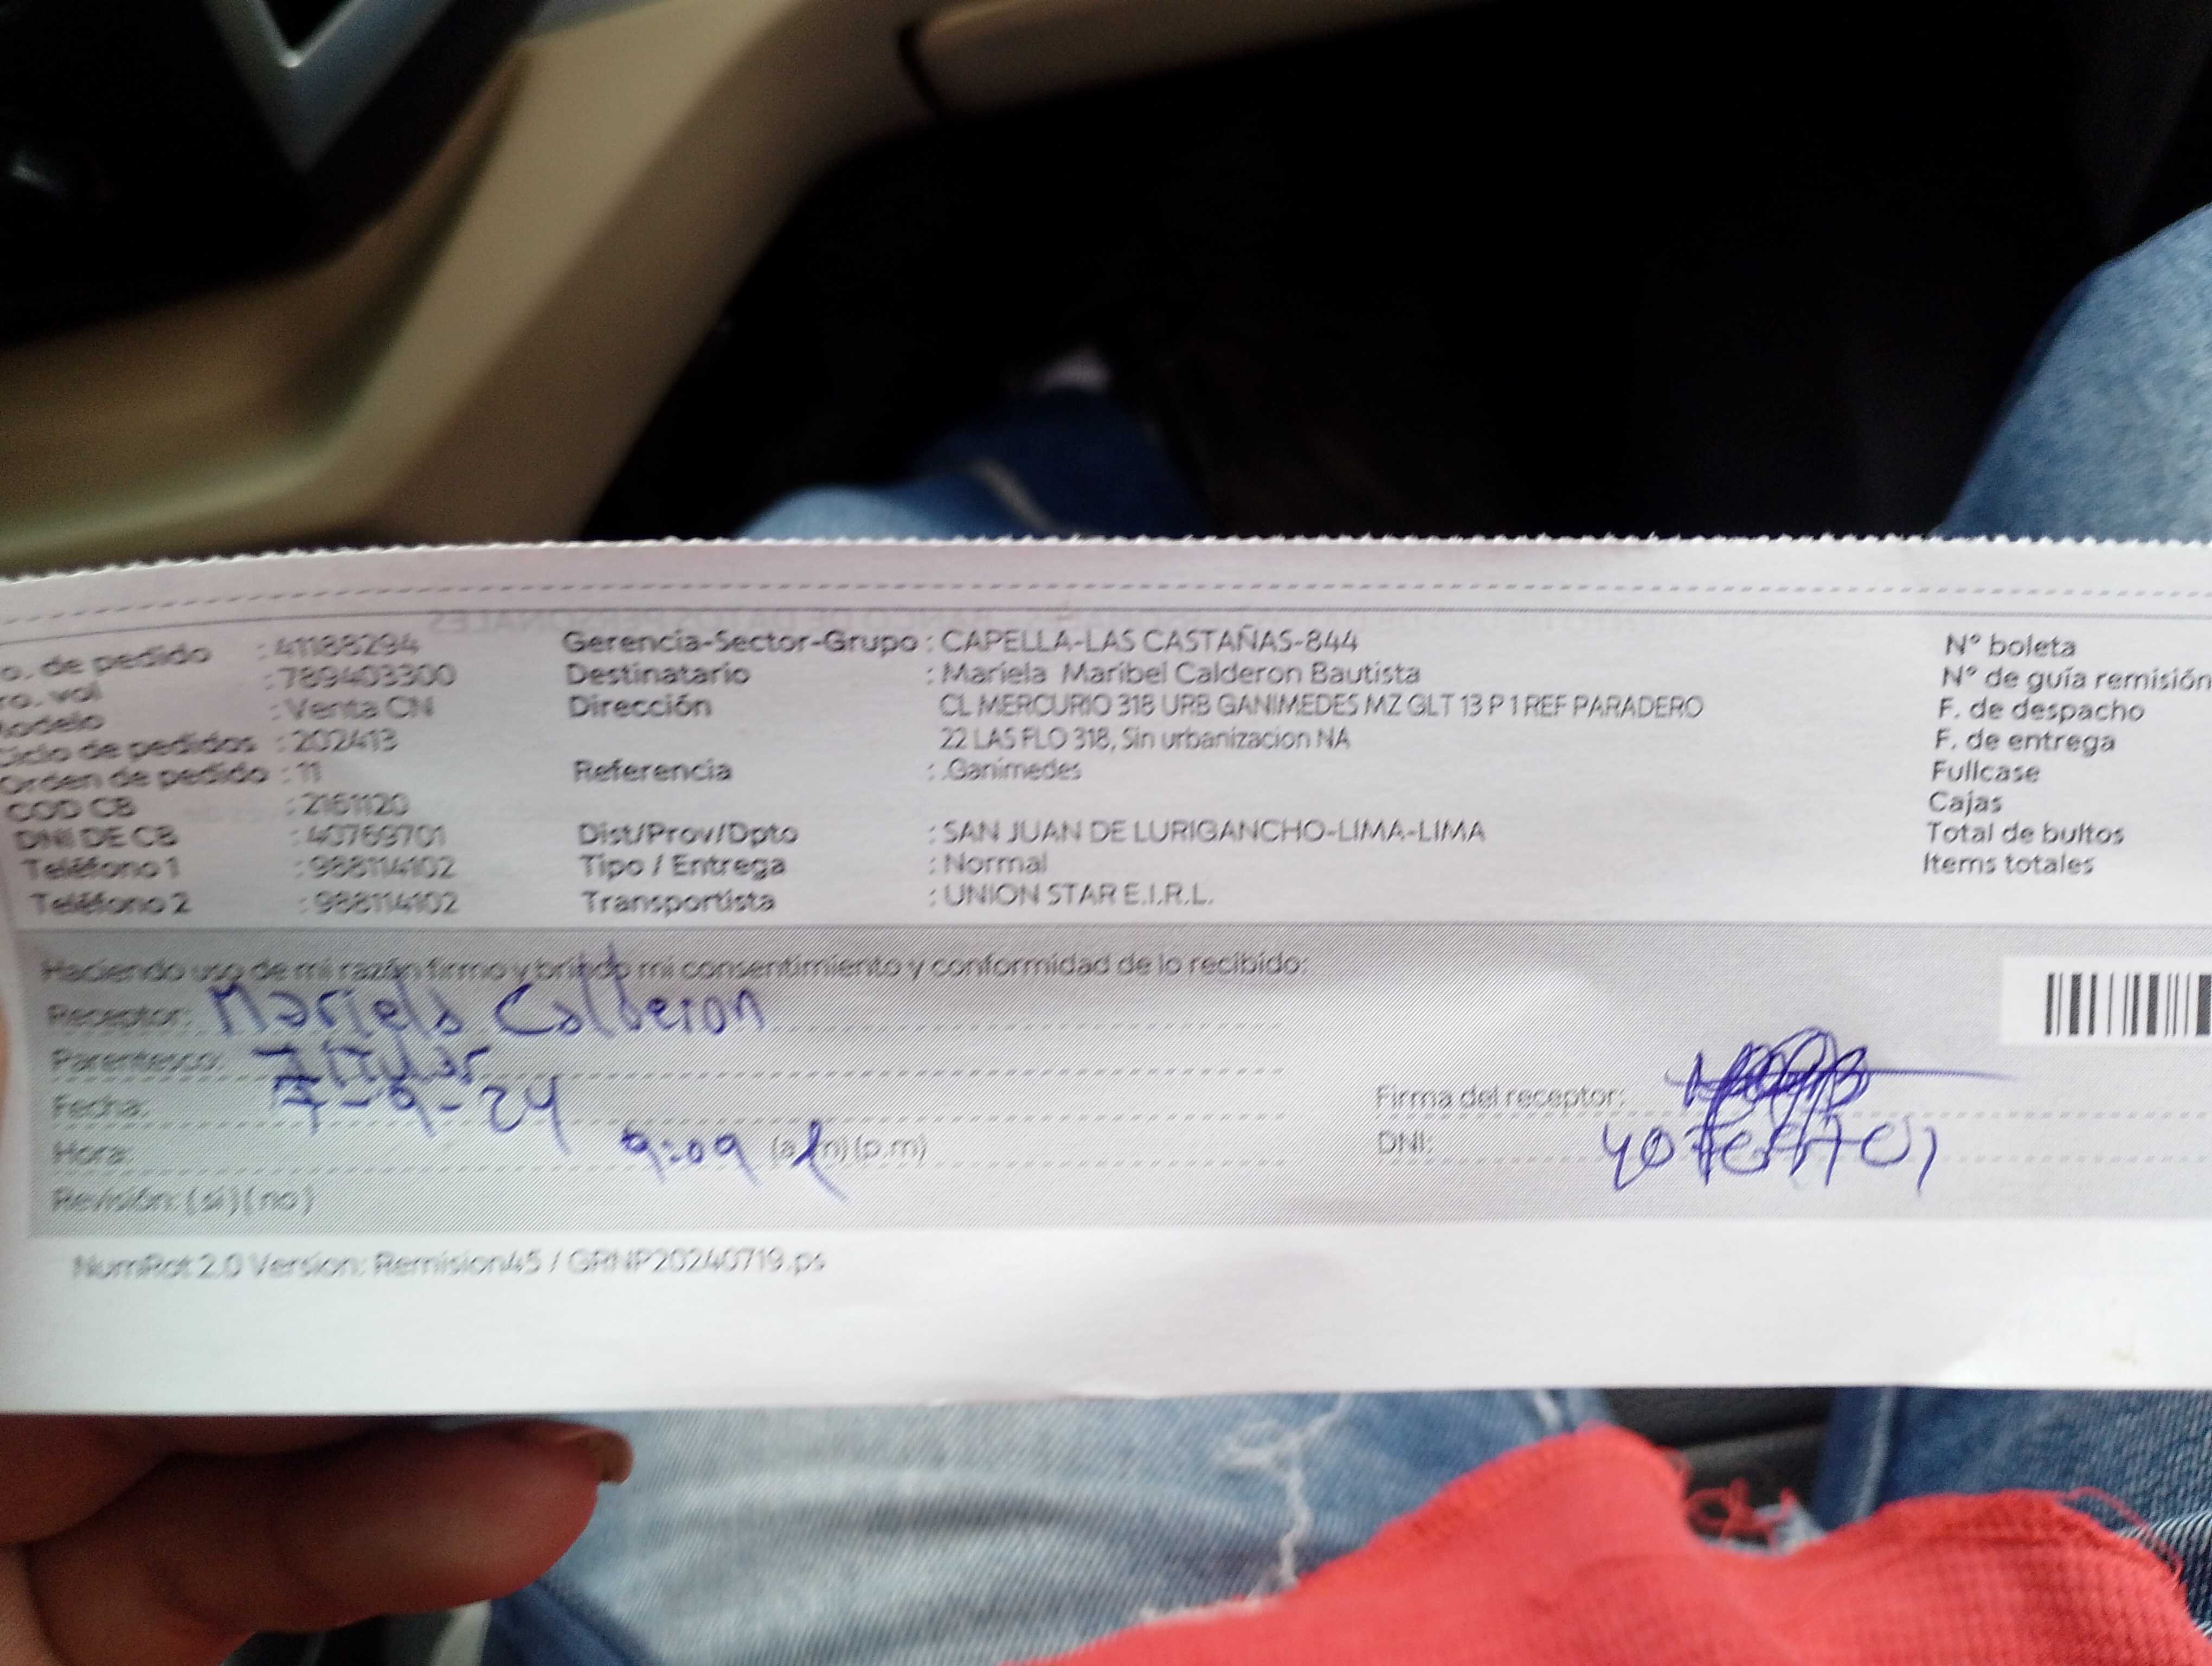 o. de pedido : 41188294
ro. vol : 789403300
Modelo : Venta CN
Ciclo de pedidos : 202413
Orden de pedido : 11
COD CB : 2161120
DNI DE CB : 40769701
Teléfono 1 : 988114102
Teléfono 2 : 988114102
Gerencia-Sector-Grupo : CAPELLA-LAS CASTAÑAS-844
Destinatario : Mariela Maribel Calderon Bautista
Dirección CL MERCURIO 318 URB GANIMEDES MZ GLT 13 P 1 REF PARADERO
22 LAS FLO 318, Sin urbanizacion NA
Referencia : .Ganimedes
Dist/Prov/Dpto : SAN JUAN DE LURIGANCHO-LIMA-LIMA
Tipo / Entrega : Normal
Transportista : UNION STAR E.I.R.L.
N° boleta
N° de guía remisión
F. de despacho
F. de entrega
Fullcase
Cajas
Total de bultos
Items totales
Haciendo uso de mi razón firmo y brindo mi consentimiento y conformidad de lo recibido:
Receptor: Mariela Calderon
Parentesco: Titular
Fecha: 7-9-24
Hora: 9:09 (a.m) (p.m)
Revisión: (si) (no)
Firma del receptor:
DNI: 40769701
NumRot 2.0 Version: Remision45 / GRNP20240719.ps